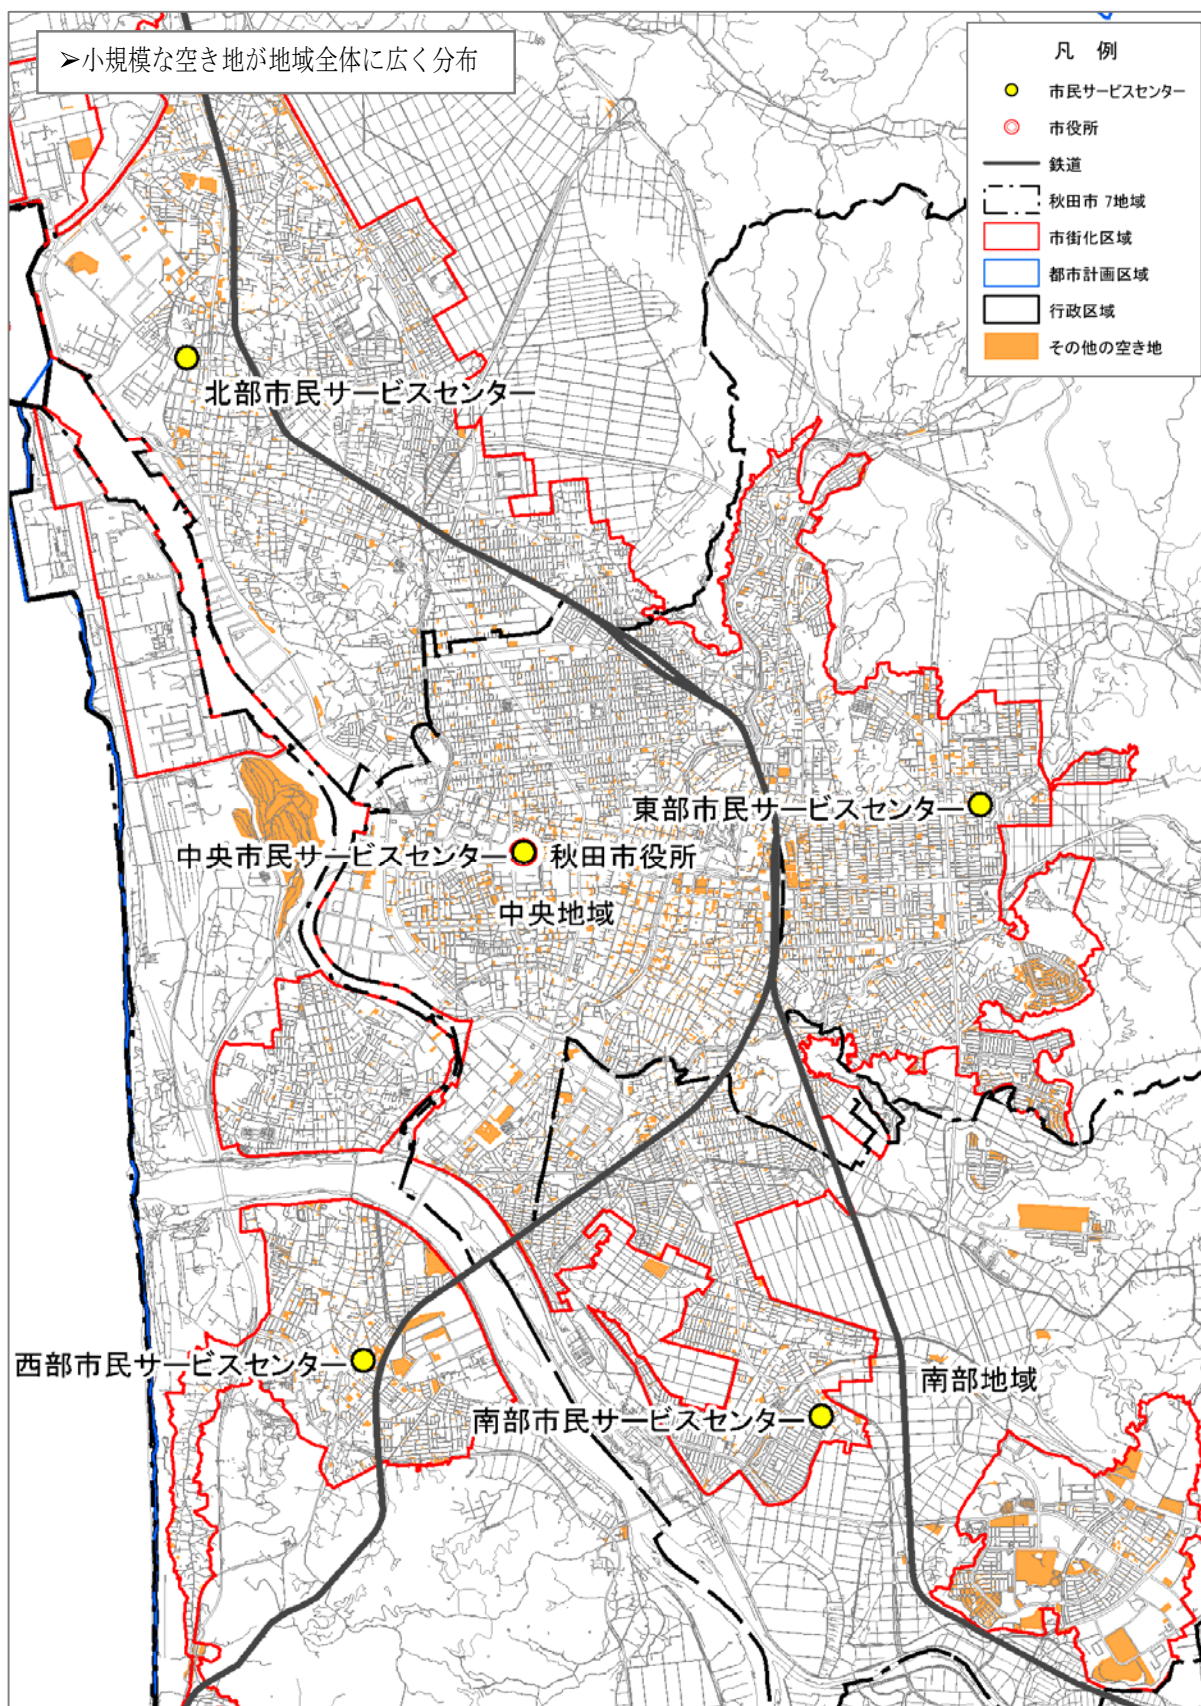 ➢小規模な空き地が地域全体に広く分布
凡 例
市民サービスセンター
市役所
鉄道
秋田市 7地域
市街化区域
都市計画区域
行政区域
その他の空き地
北部市民サービスセンター
東部市民サービスセンター
中央市民サービスセンター
秋田市役所
中央地域
西部市民サービスセンター
南部地域
南部市民サービスセンター